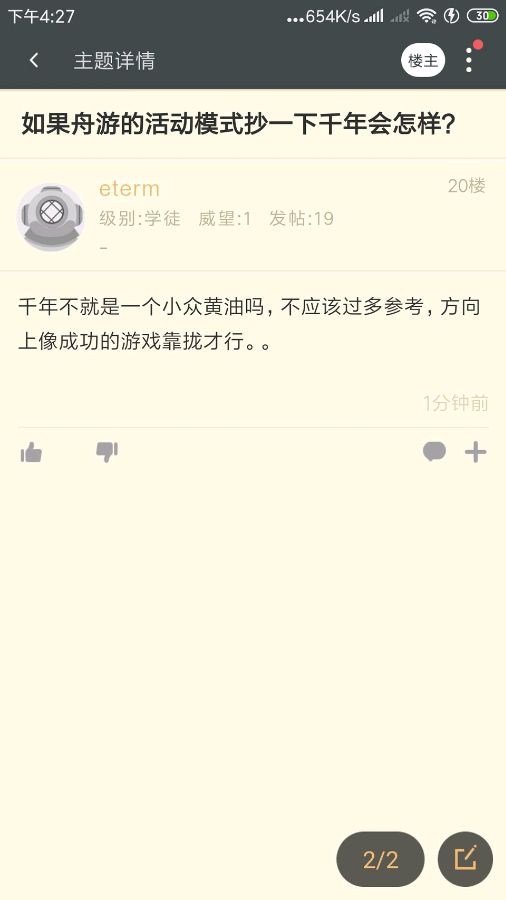 下午4:27
...654K/s
30
主题详情
楼主
如果舟游的活动模式抄一下千年会怎样?
eterm
20楼
级别:学徒 威望:1 发帖:19
-
千年不就是一个小众黄油吗，不应该过多参考，方向
上像成功的游戏靠拢才行。。
1分钟前
2/2